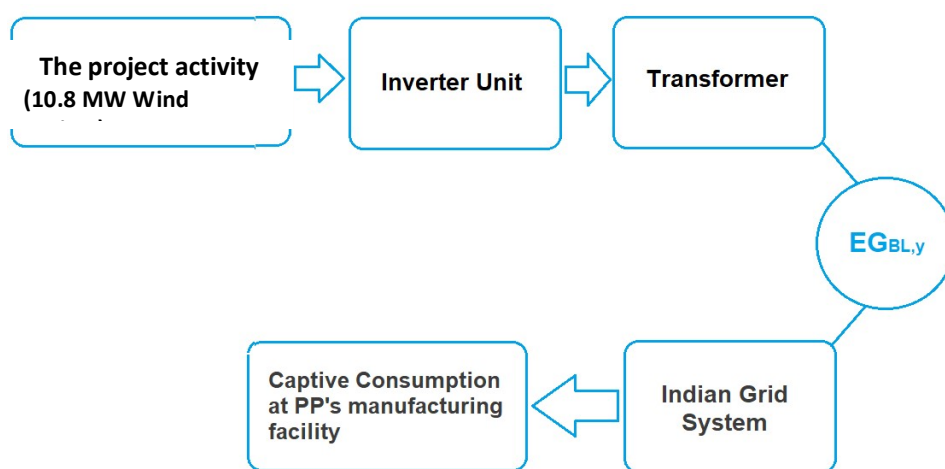 The project activity
(10.8 MW Wind
Inverter Unit
Transformer
EGBL,y
Indian Grid
System
Captive Consumption
at PP's manufacturing
facility